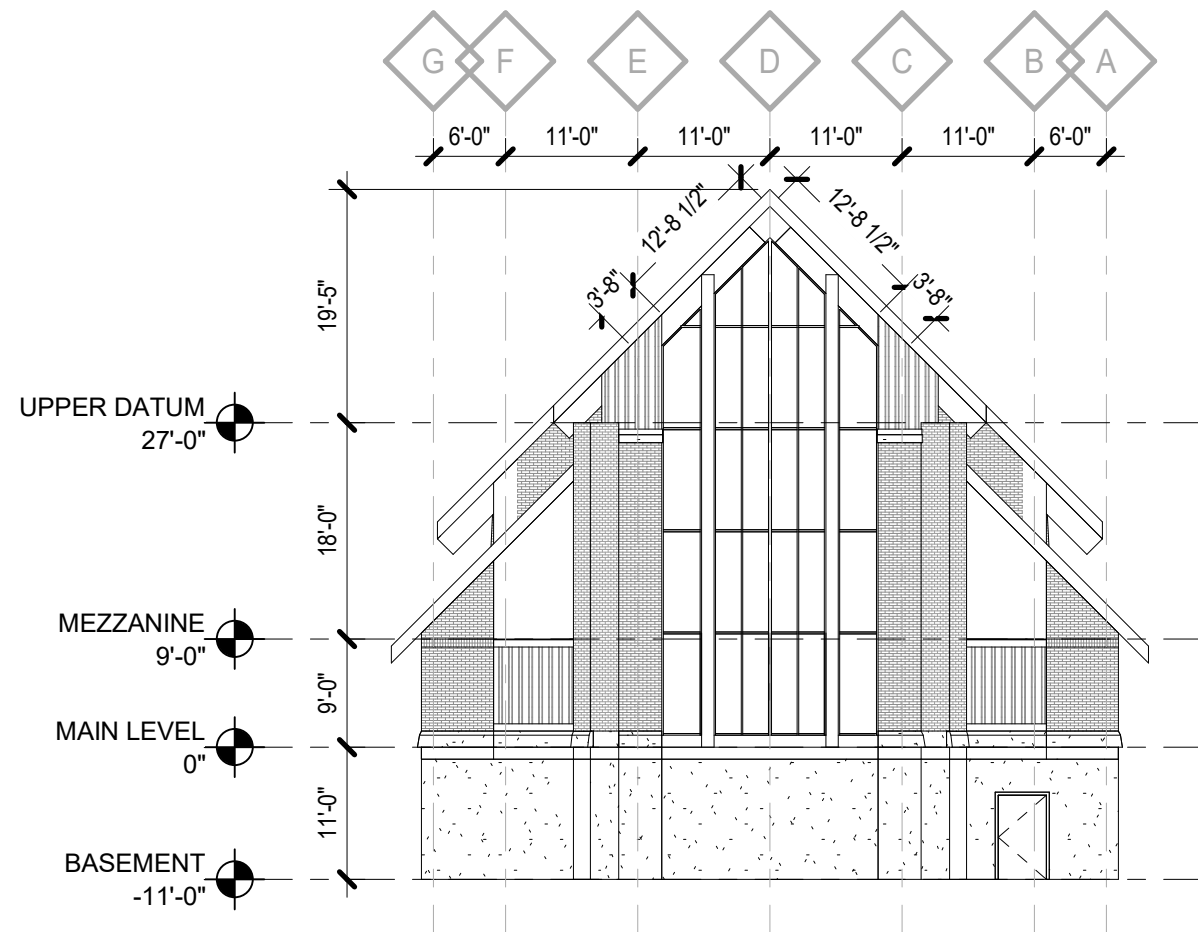 G F E D C B A
6'-0" 11'-0" 11'-0" 11'-0" 11'-0" 6'-0"
12'-8 1/2" 12'-8 1/2"
3'-8" 3'-8"
19'-5"
UPPER DATUM
27'-0"
18'-0"
MEZZANINE
9'-0"
9'-0"
MAIN LEVEL
0"
11'-0"
BASEMENT
-11'-0"